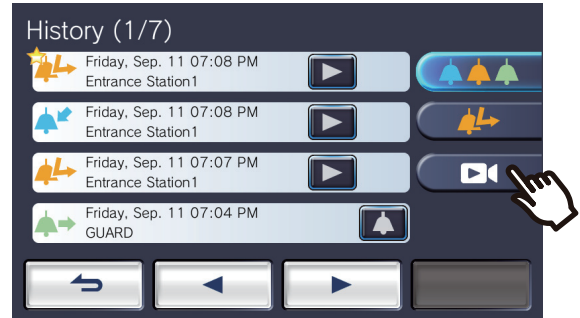 History (1/7)
Friday, Sep. 11 07:08 PM
Entrance Station1
Friday, Sep. 11 07:08 PM
Entrance Station1
Friday, Sep. 11 07:07 PM
Entrance Station1
Friday, Sep. 11 07:04 PM
GUARD